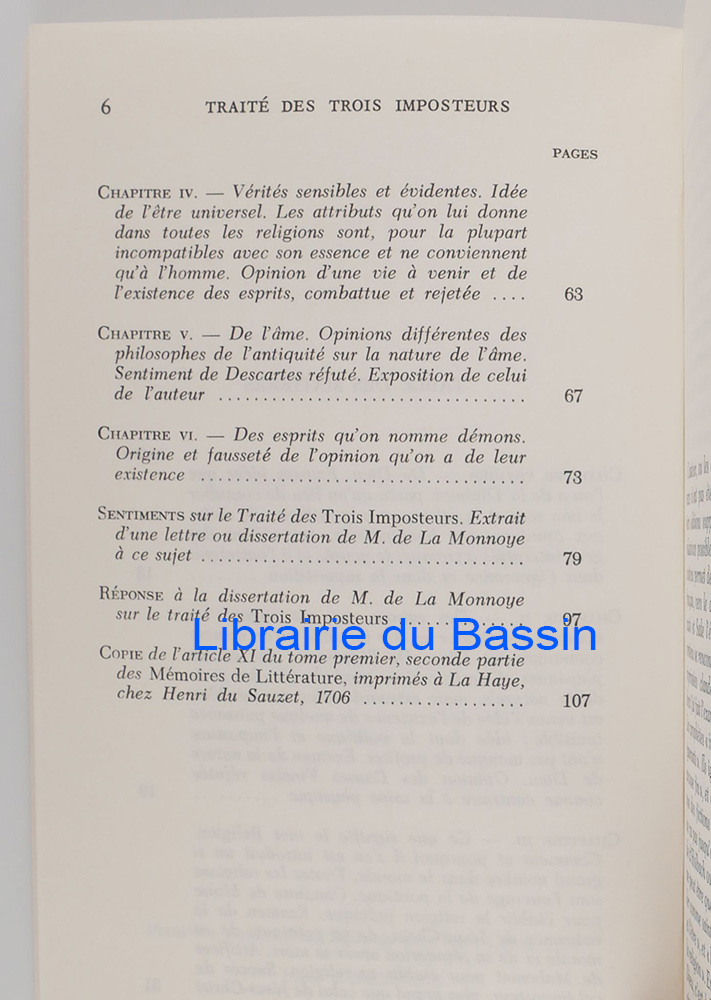 6 TRAITÉ DES TROIS IMPOSTEURS
PAGES
CHAPITRE IV. — Vérités sensibles et évidentes. Idée
de l'être universel. Les attributs qu'on lui donne
dans toutes les religions sont, pour la plupart
incompatibles avec son essence et ne conviennent
qu'à l'homme. Opinion d'une vie à venir et de
l'existence des esprits, combattue et rejetée .... 63
CHAPITRE V. — De l'âme. Opinions différentes des
philosophes de l'antiquité sur la nature de l'âme.
Sentiment de Descartes réfuté. Exposition de celui
de l'auteur .................................. 67
CHAPITRE VI. — Des esprits qu'on nomme démons.
Origine et fausseté de l'opinion qu'on a de leur
existence .................................... 73
SENTIMENTS sur le Traité des Trois Imposteurs. Extrait
d'une lettre ou dissertation de M. de La Monnoye
à ce sujet .................................... 79
RÉPONSE à la dissertation de M. de La Monnoye
sur le traité des Trois Imposteurs .............. 97
Librairie du Bassin
COPIE de l'article XI du tome premier, seconde partie
des Mémoires de Littérature, imprimés à La Haye,
chez Henri du Sauzet, 1706 .................. 107